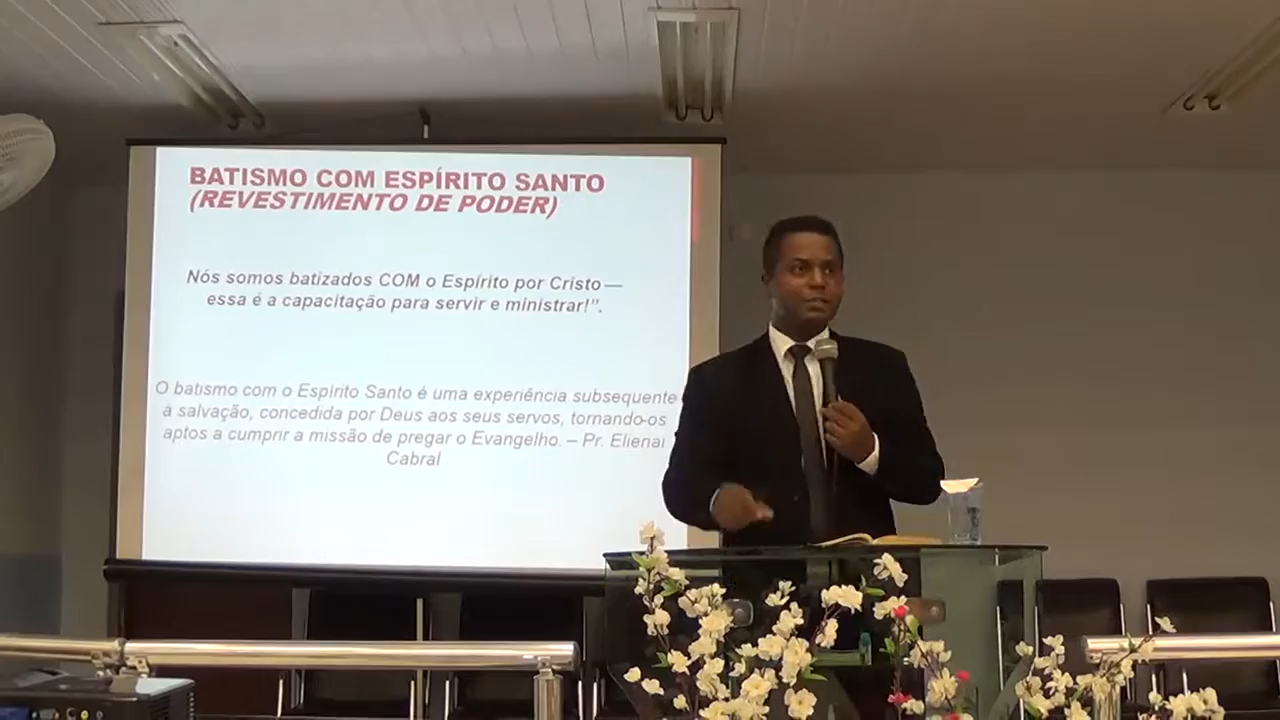 BATISMO COM ESPÍRITO SANTO
(REVESTIMENTO DE PODER)
Nós somos batizados COM o Espírito por Cristo —
essa é a capacitação para servir e ministrar!".
O batismo com o Espírito Santo é uma experiência subsequente
à salvação, concedida por Deus aos seus servos, tornando-os
aptos a cumprir a missão de pregar o Evangelho. – Pr. Elienai
Cabral